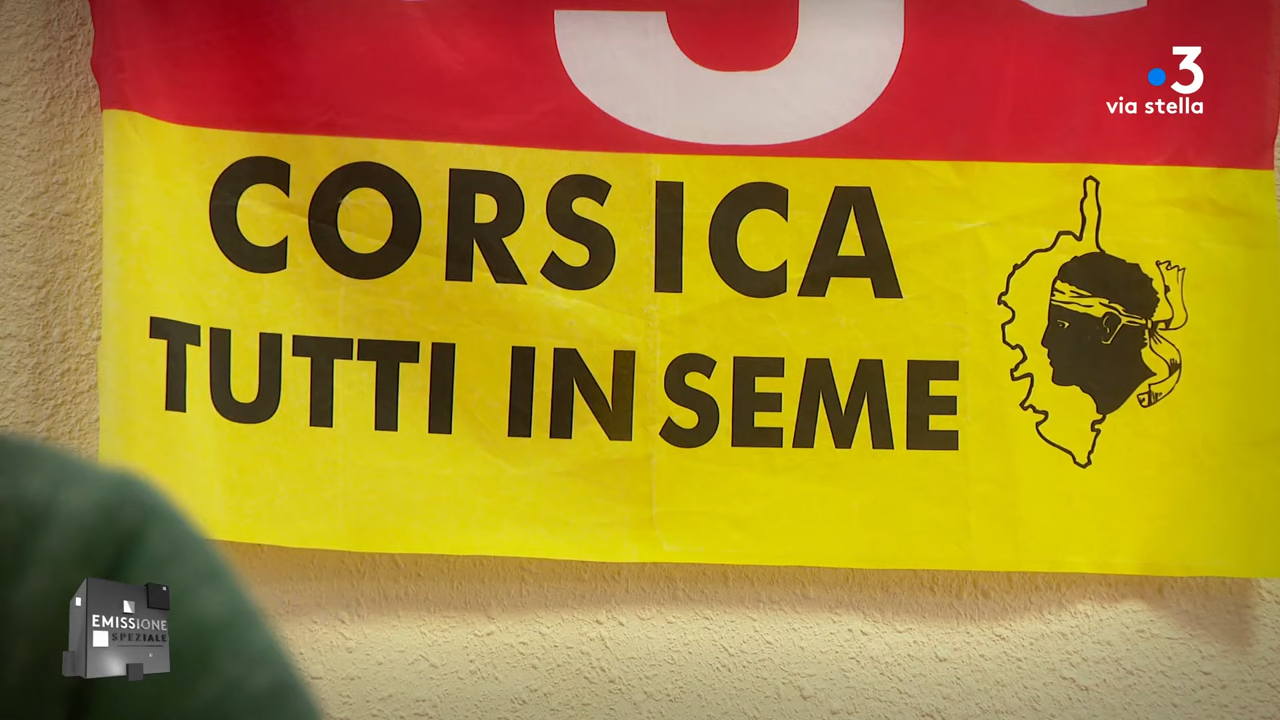 3
via stella
CORSICA
TUTTI INSEME
EMISSIONE
SPEZIALE